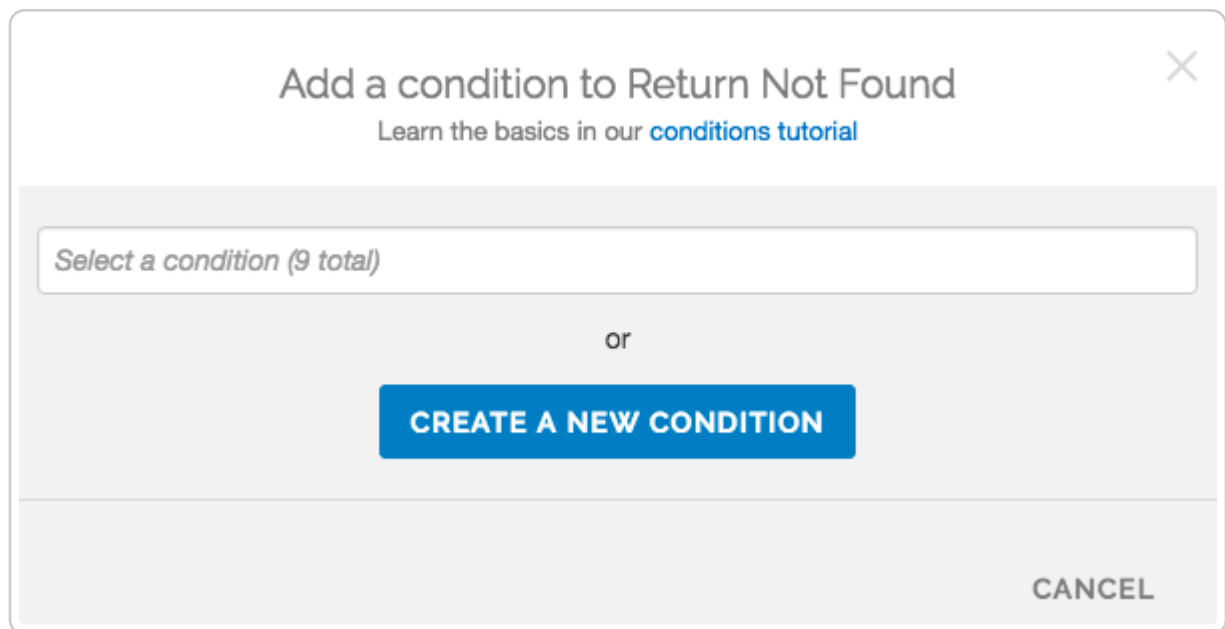 Add a condition to Return Not Found
Learn the basics in our conditions tutorial
Select a condition (9 total)
or
CREATE A NEW CONDITION
CANCEL